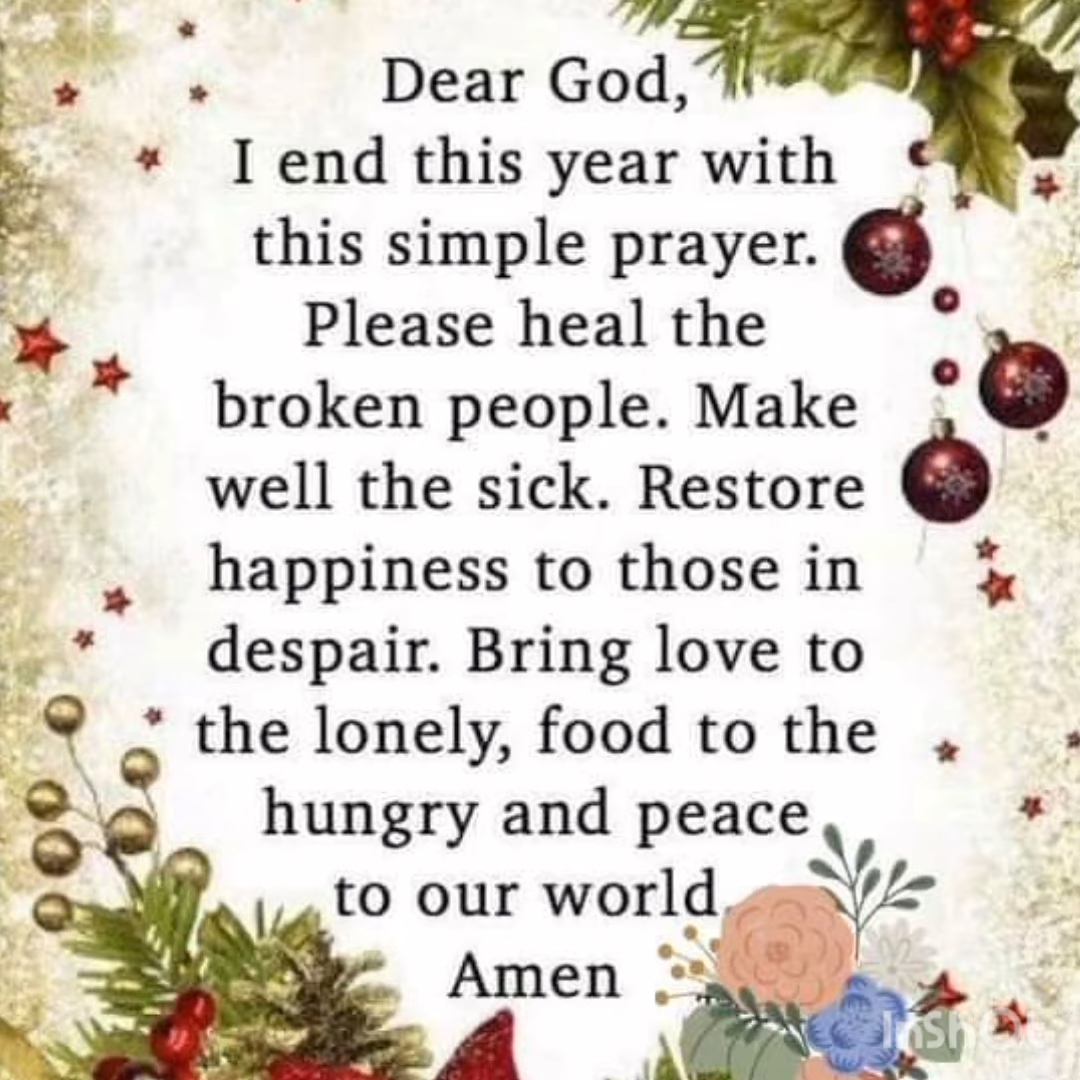 Dear God,
I end this year with
this simple prayer.
Please heal the
broken people. Make
well the sick. Restore
happiness to those in
despair. Bring love to
the lonely, food to the
hungry and peace
to our world.
Amen